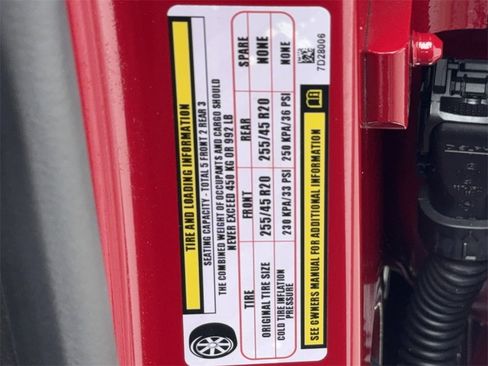 TIRE AND LOADING INFORMATION
SEATING CAPACITY - TOTAL 5 FRONT 2 REAR 3
THE COMBINED WEIGHT OF OCCUPANTS AND CARGO SHOULD
NEVER EXCEED 450 KG OR 992 LB
TIRE FRONT REAR SPARE
ORIGINAL TIRE SIZE 255/45 R20 255/45 R20 NONE
COLD TIRE INFLATION
PRESSURE 230 KPA/33 PSI 250 KPA/36 PSI NONE
SEE OWNERS MANUAL FOR ADDITIONAL INFORMATION
7D28006